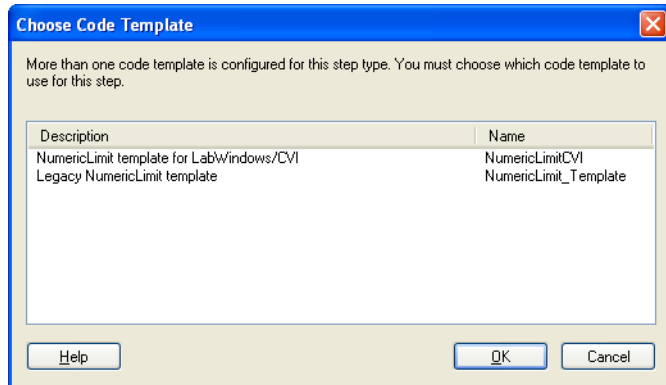 Choose Code Template
More than one code template is configured for this step type. You must choose which code template to
use for this step.
Description Name
NumericLimit template for LabWindows/CVI NumericLimitCVI
Legacy NumericLimit template NumericLimit_Template
Help OK Cancel